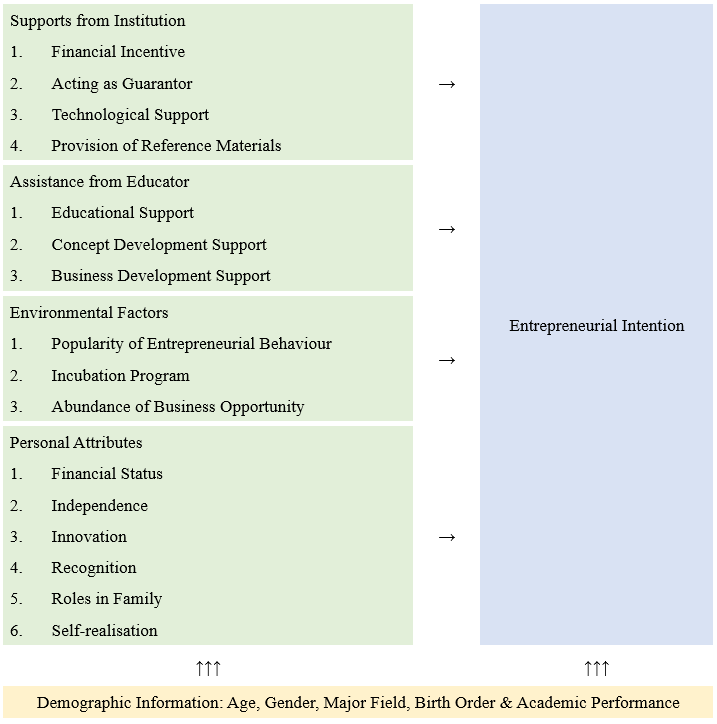 Supports from Institution
1. Financial Incentive
2. Acting as Guarantor
3. Technological Support
4. Provision of Reference Materials
→
Assistance from Educator
1. Educational Support
2. Concept Development Support
3. Business Development Support
→
Environmental Factors
1. Popularity of Entrepreneurial Behaviour
2. Incubation Program
3. Abundance of Business Opportunity
→
Personal Attributes
1. Financial Status
2. Independence
3. Innovation
4. Recognition
5. Roles in Family
6. Self-realisation
→
Entrepreneurial Intention
↑↑↑ ↑↑↑
Demographic Information: Age, Gender, Major Field, Birth Order & Academic Performance